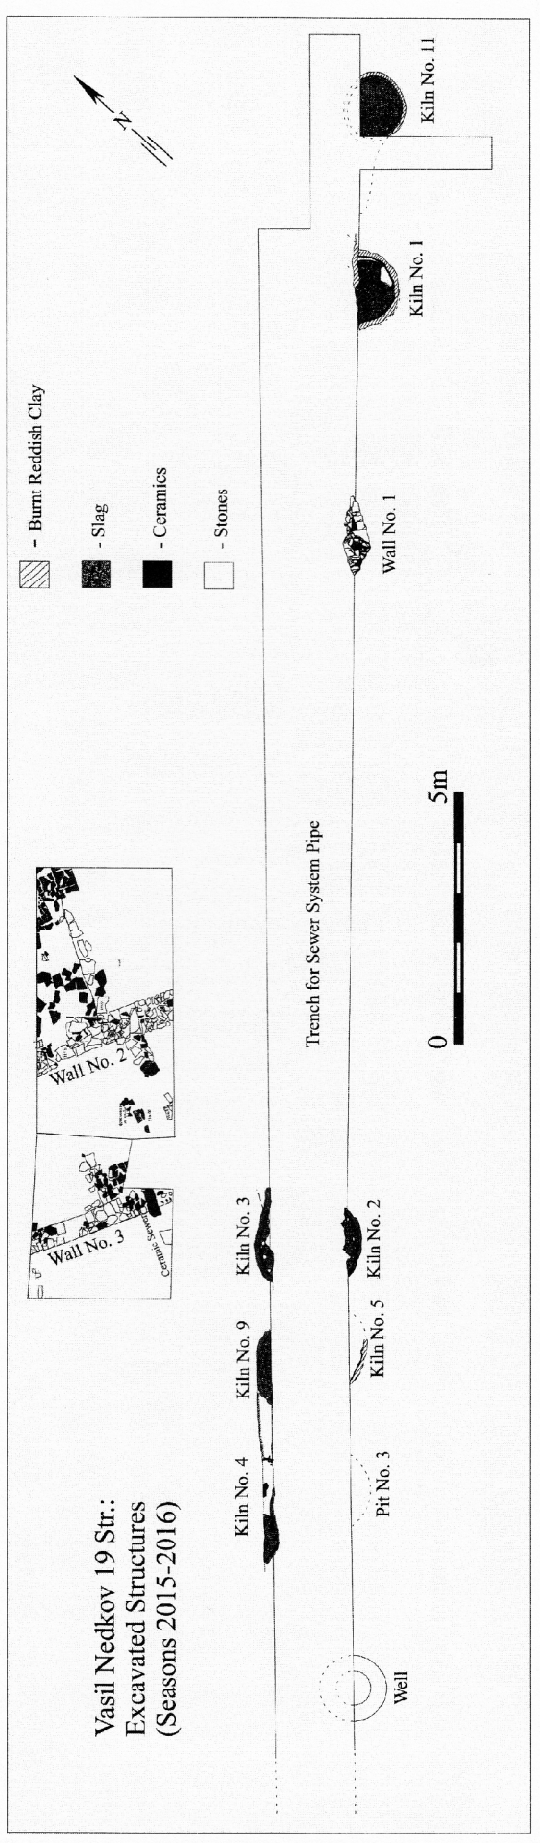 Vasil Nedkov 19 Str.:
Excavated Structures
(Seasons 2015-2016)
Wall No. 3
Ceramic Sewer
Wall No. 2
- Burnt Reddish Clay
- Slag
- Ceramics
- Stones
N
Kiln No. 4
Kiln No. 9
Kiln No. 3
Trench for Sewer System Pipe
Well
Pit No. 3
Kiln No. 5
Kiln No. 2
Wall No. 1
Kiln No. 1
Kiln No. 11
0
5m